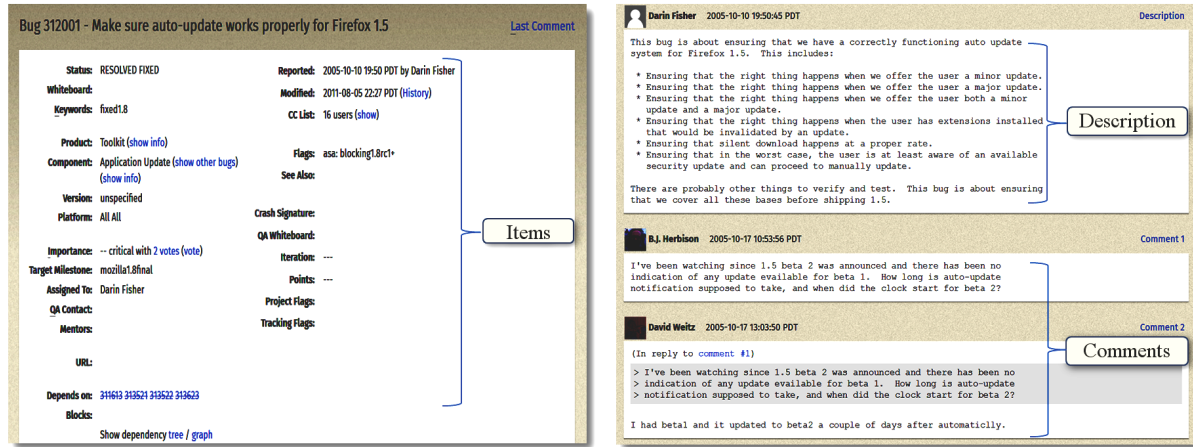 Bug 312001 - Make sure auto-update works properly for Firefox 1.5
Last Comment
Status: RESOLVED FIXED
Whiteboard:
Keywords: fixed1.8
Product: Toolkit (show info)
Component: Application Update (show other bugs)
(show info)
Version: unspecified
Platform: All All
Importance: -- critical with 2 votes (vote)
Target Milestone: mozilla1.8final
Assigned To: Darin Fisher
QA Contact:
Mentors:
URL:
Depends on: 311613 313521 313522 313623
Blocks:
Show dependency tree / graph
Reported: 2005-10-10 19:50 PDT by Darin Fisher
Modified: 2011-08-05 22:27 PDT (History)
CC List: 16 users (show)
Flags: asa: blocking1.8rc1+
See Also:
Crash Signature:
QA Whiteboard:
Iteration: ---
Points: ---
Project Flags:
Tracking Flags:
Items
Darin Fisher 2005-10-10 19:50:45 PDT
Description
This bug is about ensuring that we have a correctly functioning auto update
system for Firefox 1.5. This includes:
* Ensuring that the right thing happens when we offer the user a minor update.
* Ensuring that the right thing happens when we offer the user a major update.
* Ensuring that the right thing happens when we offer the user both a minor
update and a major update.
* Ensuring that the right thing happens when the user has extensions installed
that would be invalidated by an update.
* Ensuring that silent download happens at a proper rate.
* Ensuring that in the worst case, the user is at least aware of an available
security update and can proceed to manually update.
There are probably other things to verify and test. This bug is about ensuring
that we cover all these bases before shipping 1.5.
Description
B.J. Herbison 2005-10-17 10:53:56 PDT
Comment 1
I've been watching since 1.5 beta 2 was announced and there has been no
indication of any update available for beta 1. How long is auto-update
notification supposed to take, and when did the clock start for beta 2?
David Weitz 2005-10-17 13:03:50 PDT
Comment 2
(In reply to comment #1)
> I've been watching since 1.5 beta 2 was announced and there has been no
> indication of any update available for beta 1. How long is auto-update
> notification supposed to take, and when did the clock start for beta 2?
I had beta1 and it updated to beta2 a couple of days after automaticlly.
Comments